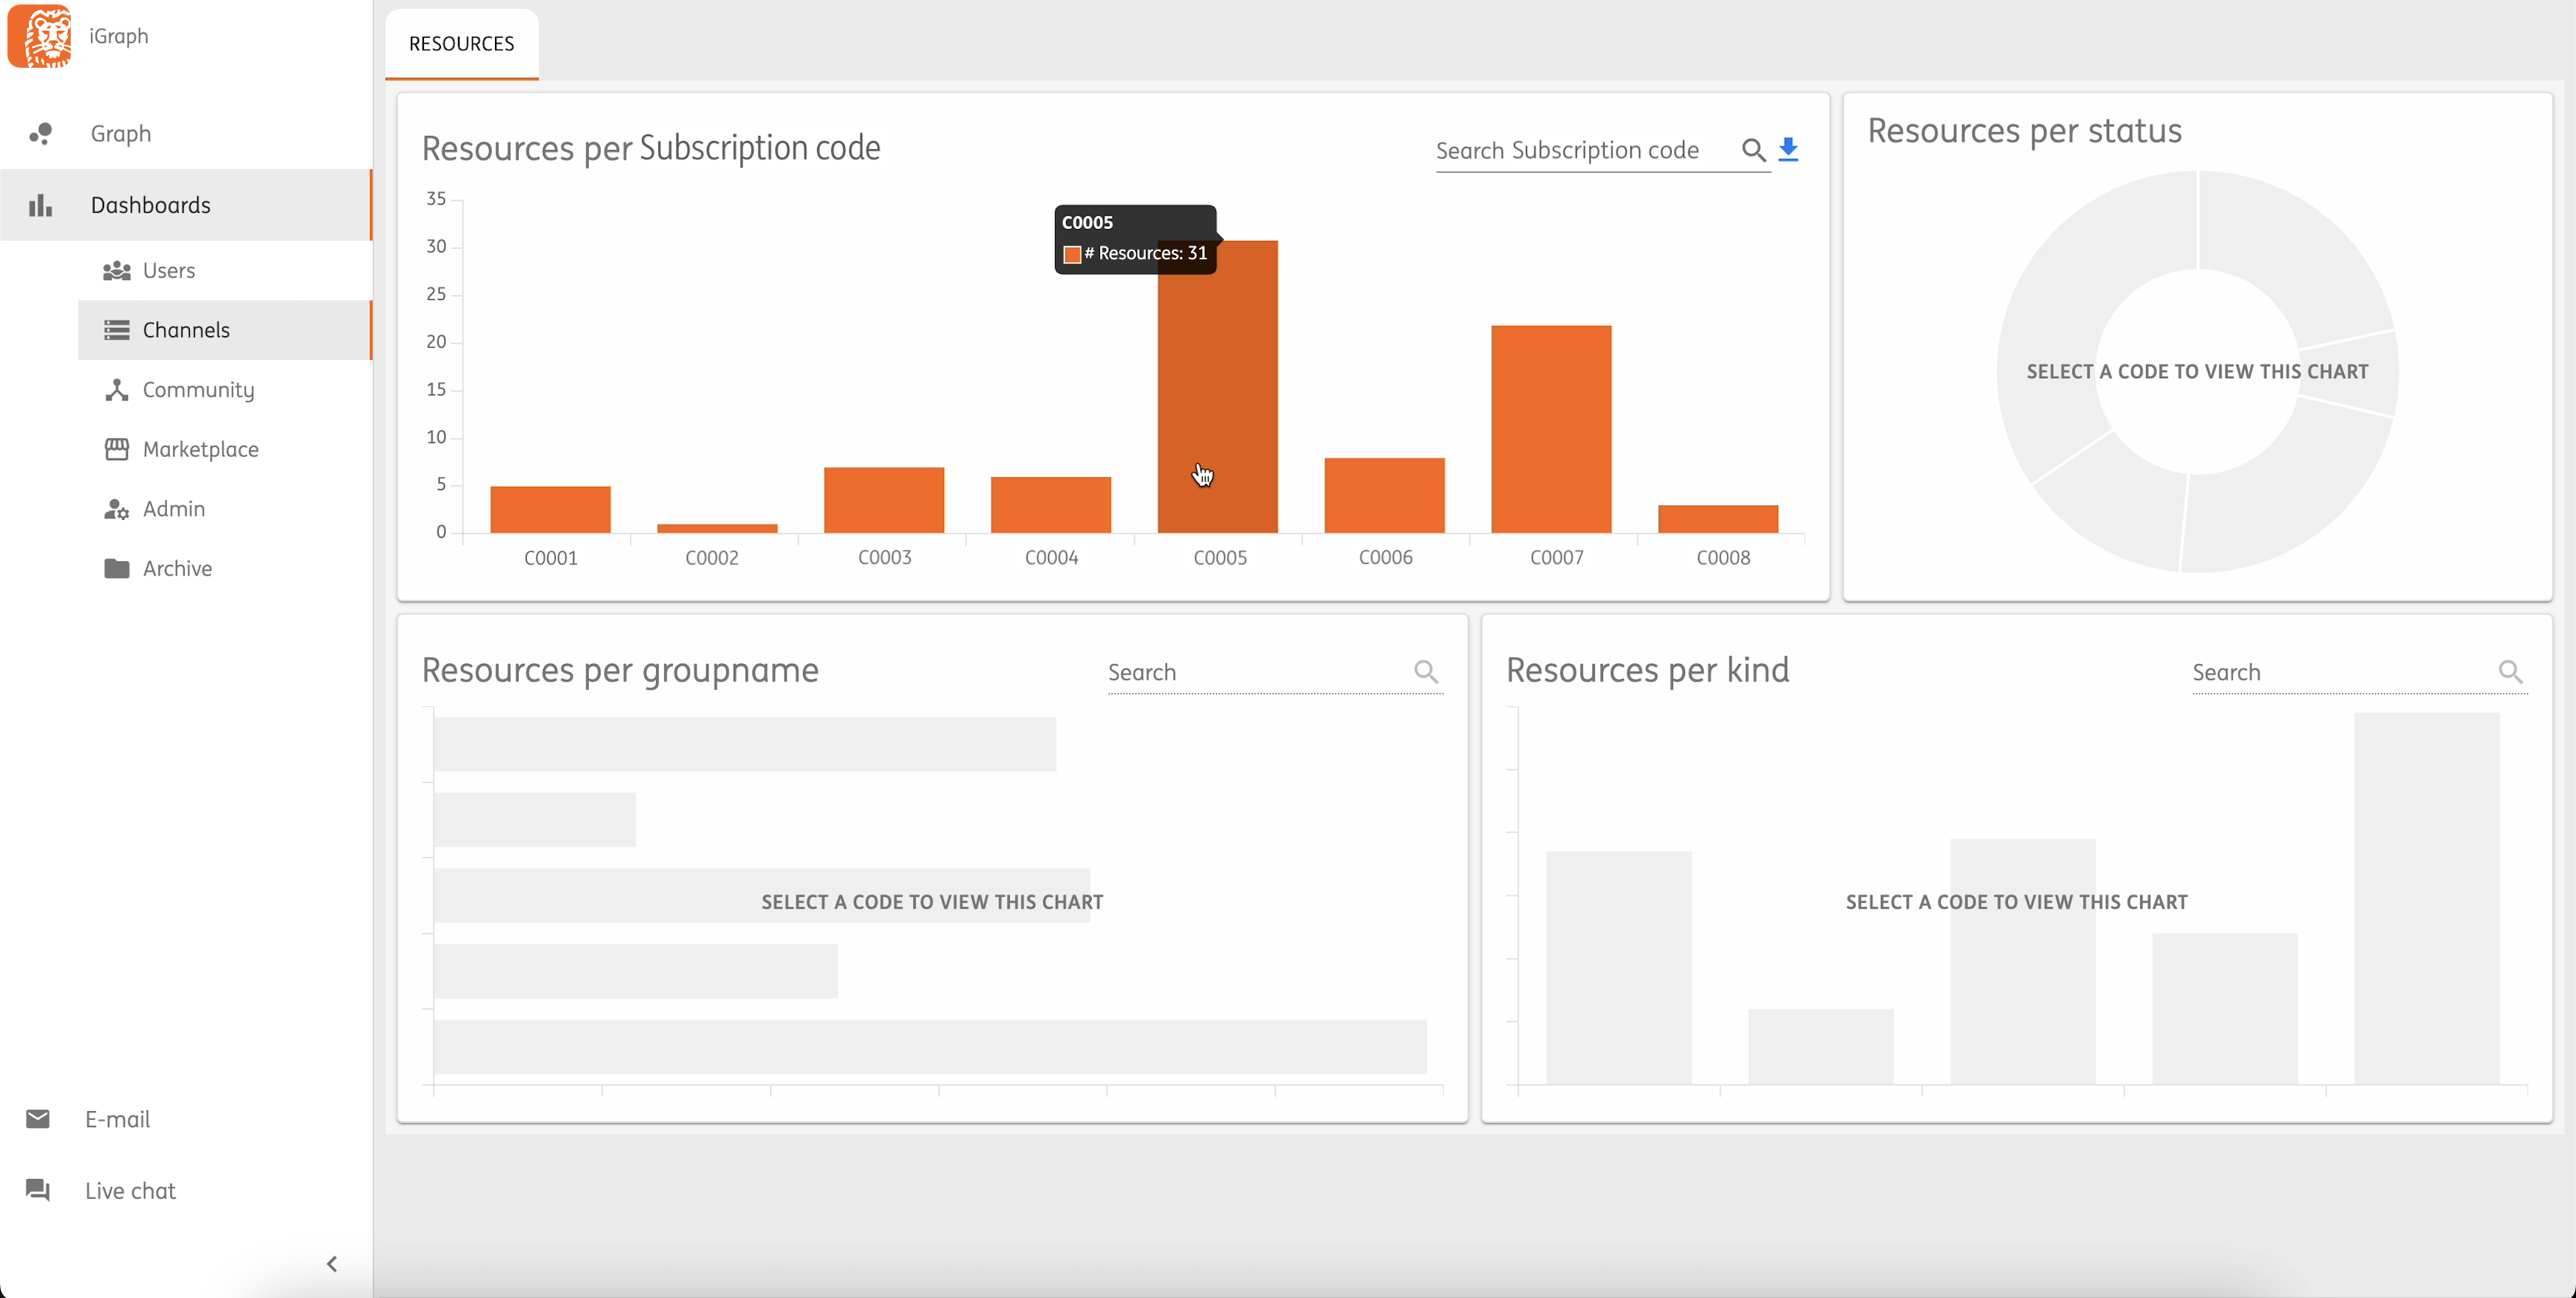 iGraph
Graph
Dashboards
Users
Channels
Community
Marketplace
Admin
Archive
E-mail
Live chat
RESOURCES
Resources per Subscription code
Search Subscription code
35
30
25
20
15
10
5
0
C0005
# Resources: 31
C0001 C0002 C0003 C0004 C0005 C0006 C0007 C0008
Resources per status
SELECT A CODE TO VIEW THIS CHART
Resources per groupname
Search
SELECT A CODE TO VIEW THIS CHART
Resources per kind
Search
SELECT A CODE TO VIEW THIS CHART